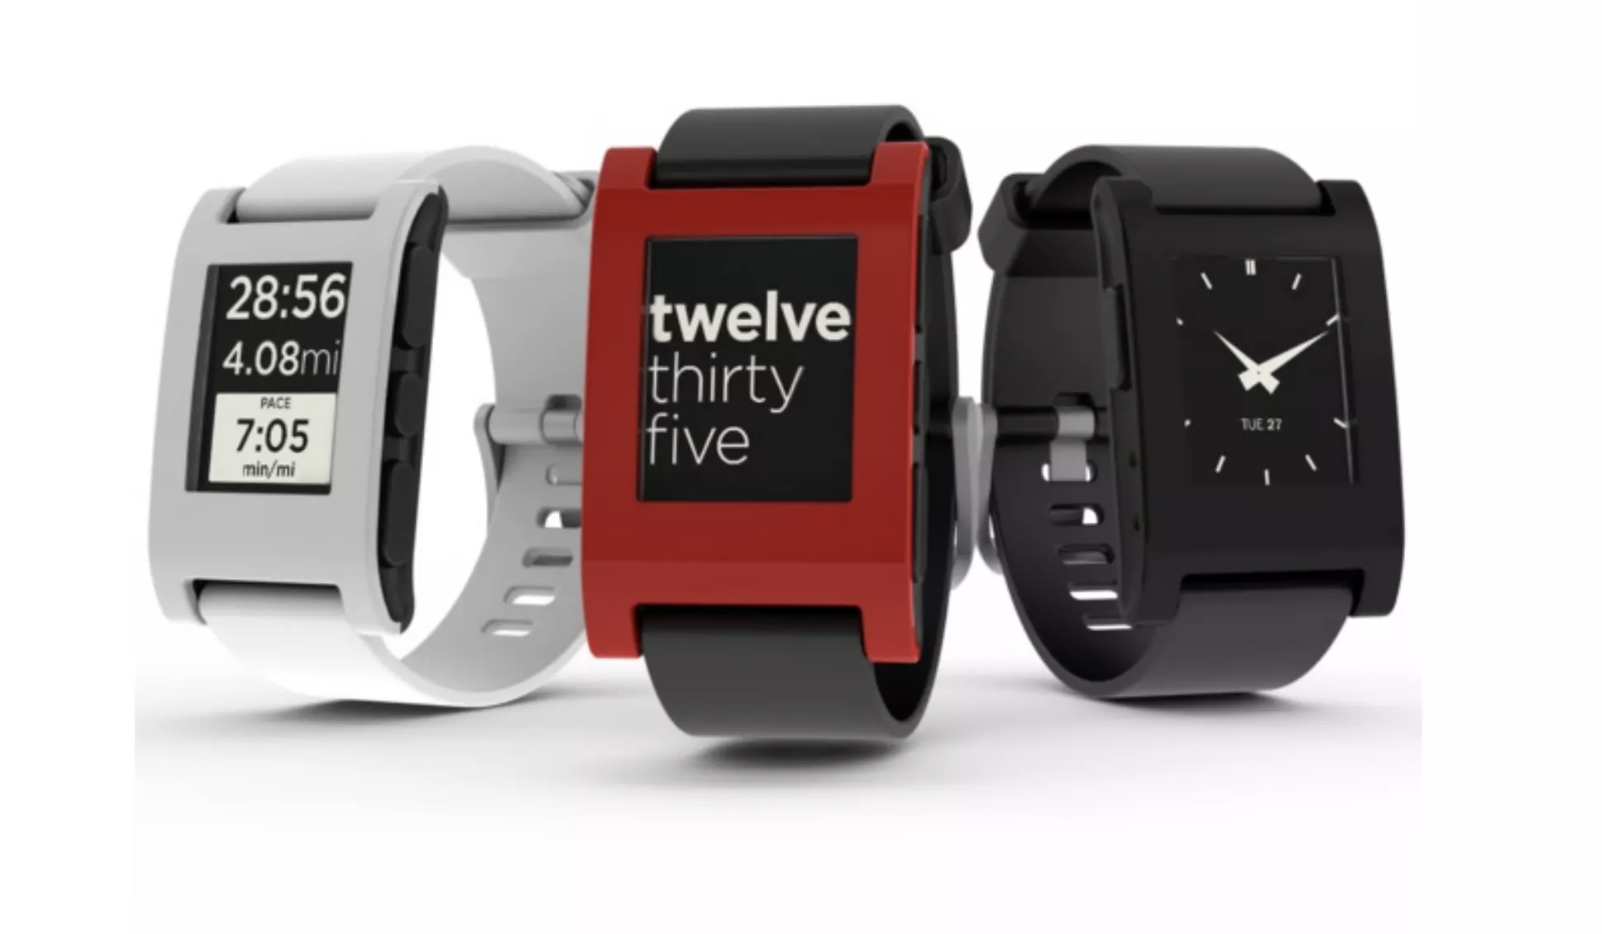 28:56
4.08mi
PACE
7:05
min/mi
twelve
thirty
five
TUE 27